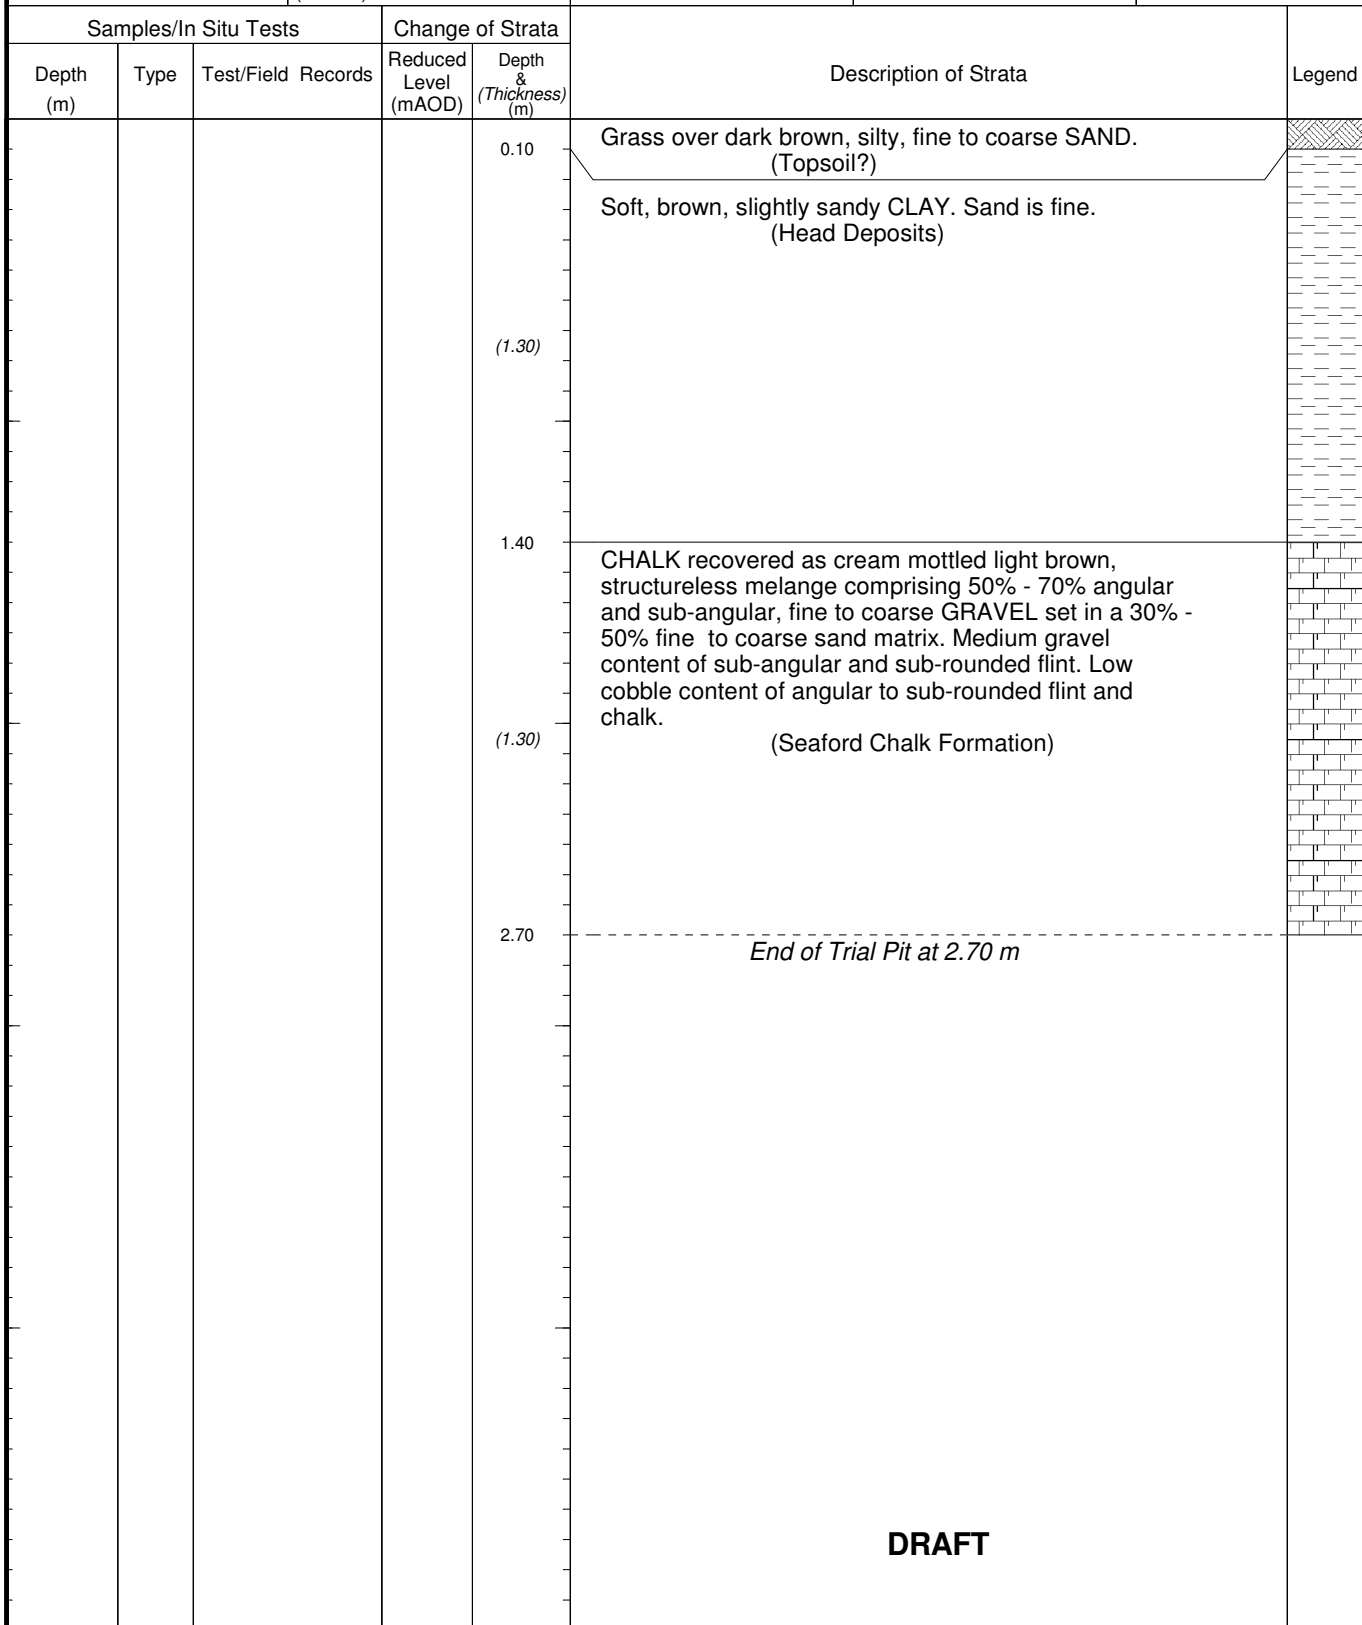 Samples/In Situ Tests
Change of Strata
Depth
(m)
Type
Test/Field Records
Reduced
Level
(mAOD)
Depth
&
(Thickness)
(m)
Description of Strata
Legend
0.10
Grass over dark brown, silty, fine to coarse SAND.
(Topsoil?)
Soft, brown, slightly sandy CLAY. Sand is fine.
(Head Deposits)
(1.30)
1.40
CHALK recovered as cream mottled light brown,
structureless melange comprising 50% - 70% angular
and sub-angular, fine to coarse GRAVEL set in a 30% -
50% fine to coarse sand matrix. Medium gravel
content of sub-angular and sub-rounded flint. Low
cobble content of angular to sub-rounded flint and
chalk.
(1.30)
(Seaford Chalk Formation)
2.70
End of Trial Pit at 2.70 m
DRAFT